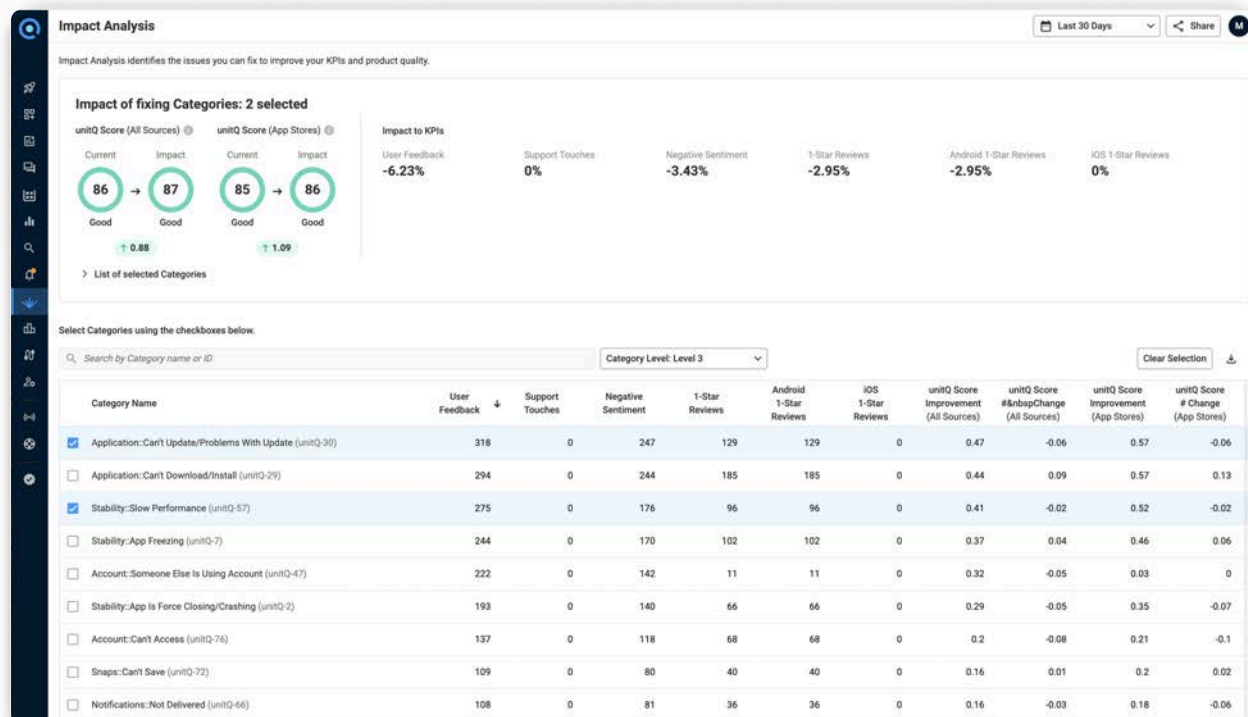 Impact Analysis
Last 30 Days
Share
M
Impact Analysis identifies the issues you can fix to improve your KPIs and product quality.
Impact of fixing Categories: 2 selected
unitQ Score (All Sources)
unitQ Score (App Stores)
Impact to KPIs
Current Impact Current Impact
User Feedback Support Touches Negative Sentiment 1-Star Reviews Android 1-Star Reviews iOS 1-Star Reviews
-6.23% 0% -3.43% -2.95% -2.95% 0%
86 → 87 85 → 86
Good Good Good Good
↑ 0.88 ↑ 1.09
> List of selected Categories
Select Categories using the checkboxes below.
Search by Category name or ID
Category Level: Level 3
Clear Selection
Category Name User Feedback ↓ Support Touches Negative Sentiment 1-Star Reviews Android 1-Star Reviews iOS 1-Star Reviews unitQ Score Improvement (All Sources) unitQ Score #&nbspChange (All Sources) unitQ Score Improvement (App Stores) unitQ Score # Change (App Stores)
Application::Can't Update/Problems With Update (unitQ-30) 318 0 247 129 129 0 0.47 -0.06 0.57 -0.06
Application::Can't Download/Install (unitQ-29) 294 0 244 185 185 0 0.44 0.09 0.57 0.13
Stability::Slow Performance (unitQ-57) 275 0 176 96 96 0 0.41 -0.02 0.52 -0.02
Stability::App Freezing (unitQ-7) 244 0 170 102 102 0 0.37 0.04 0.46 0.06
Account::Someone Else Is Using Account (unitQ-47) 222 0 142 11 11 0 0.32 -0.05 0.03 0
Stability::App Is Force Closing/Crashing (unitQ-2) 193 0 140 66 66 0 0.29 -0.05 0.35 -0.07
Account::Can't Access (unitQ-76) 137 0 118 68 68 0 0.2 -0.08 0.21 -0.1
Snaps::Can't Save (unitQ-72) 109 0 80 40 40 0 0.16 0.01 0.2 0.02
Notifications::Not Delivered (unitQ-66) 108 0 81 36 36 0 0.16 -0.03 0.18 -0.06